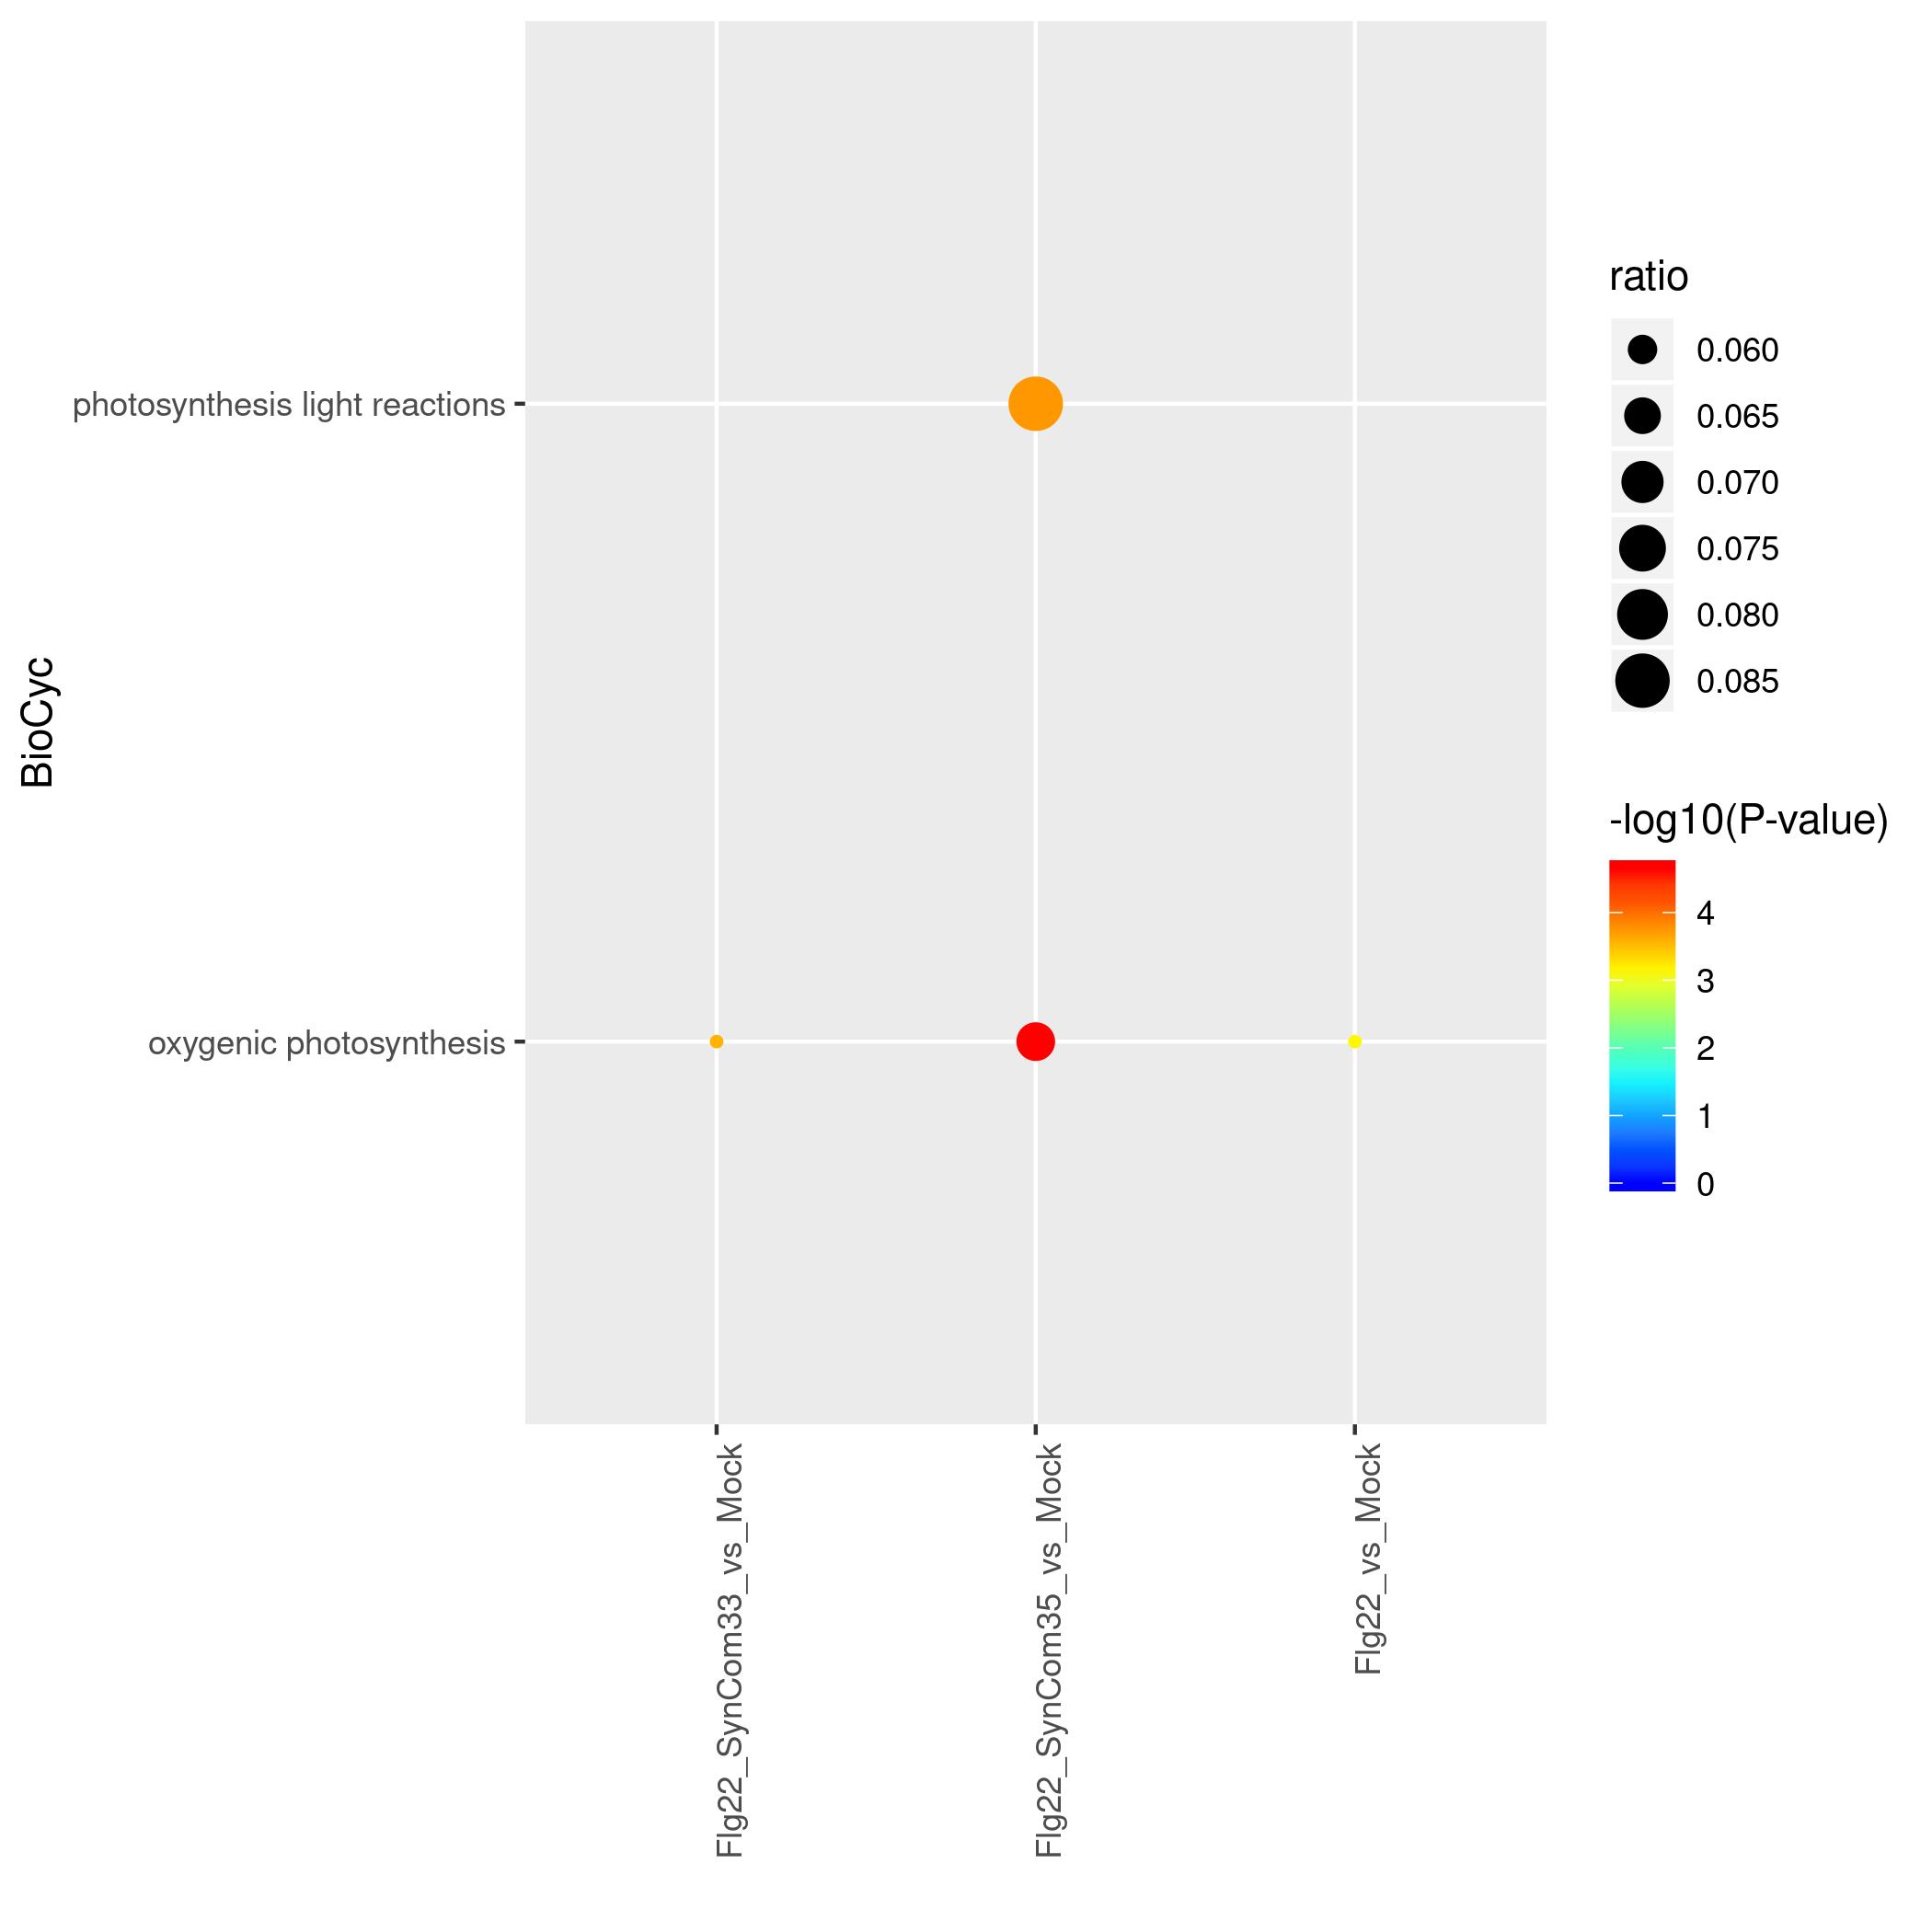 BioCyc
photosynthesis light reactions
oxygenic photosynthesis
Flg22_SynCom33_vs_Mock
Flg22_SynCom35_vs_Mock
Flg22_vs_Mock
ratio
0.060
0.065
0.070
0.075
0.080
0.085
-log10(P-value)
4
3
2
1
0